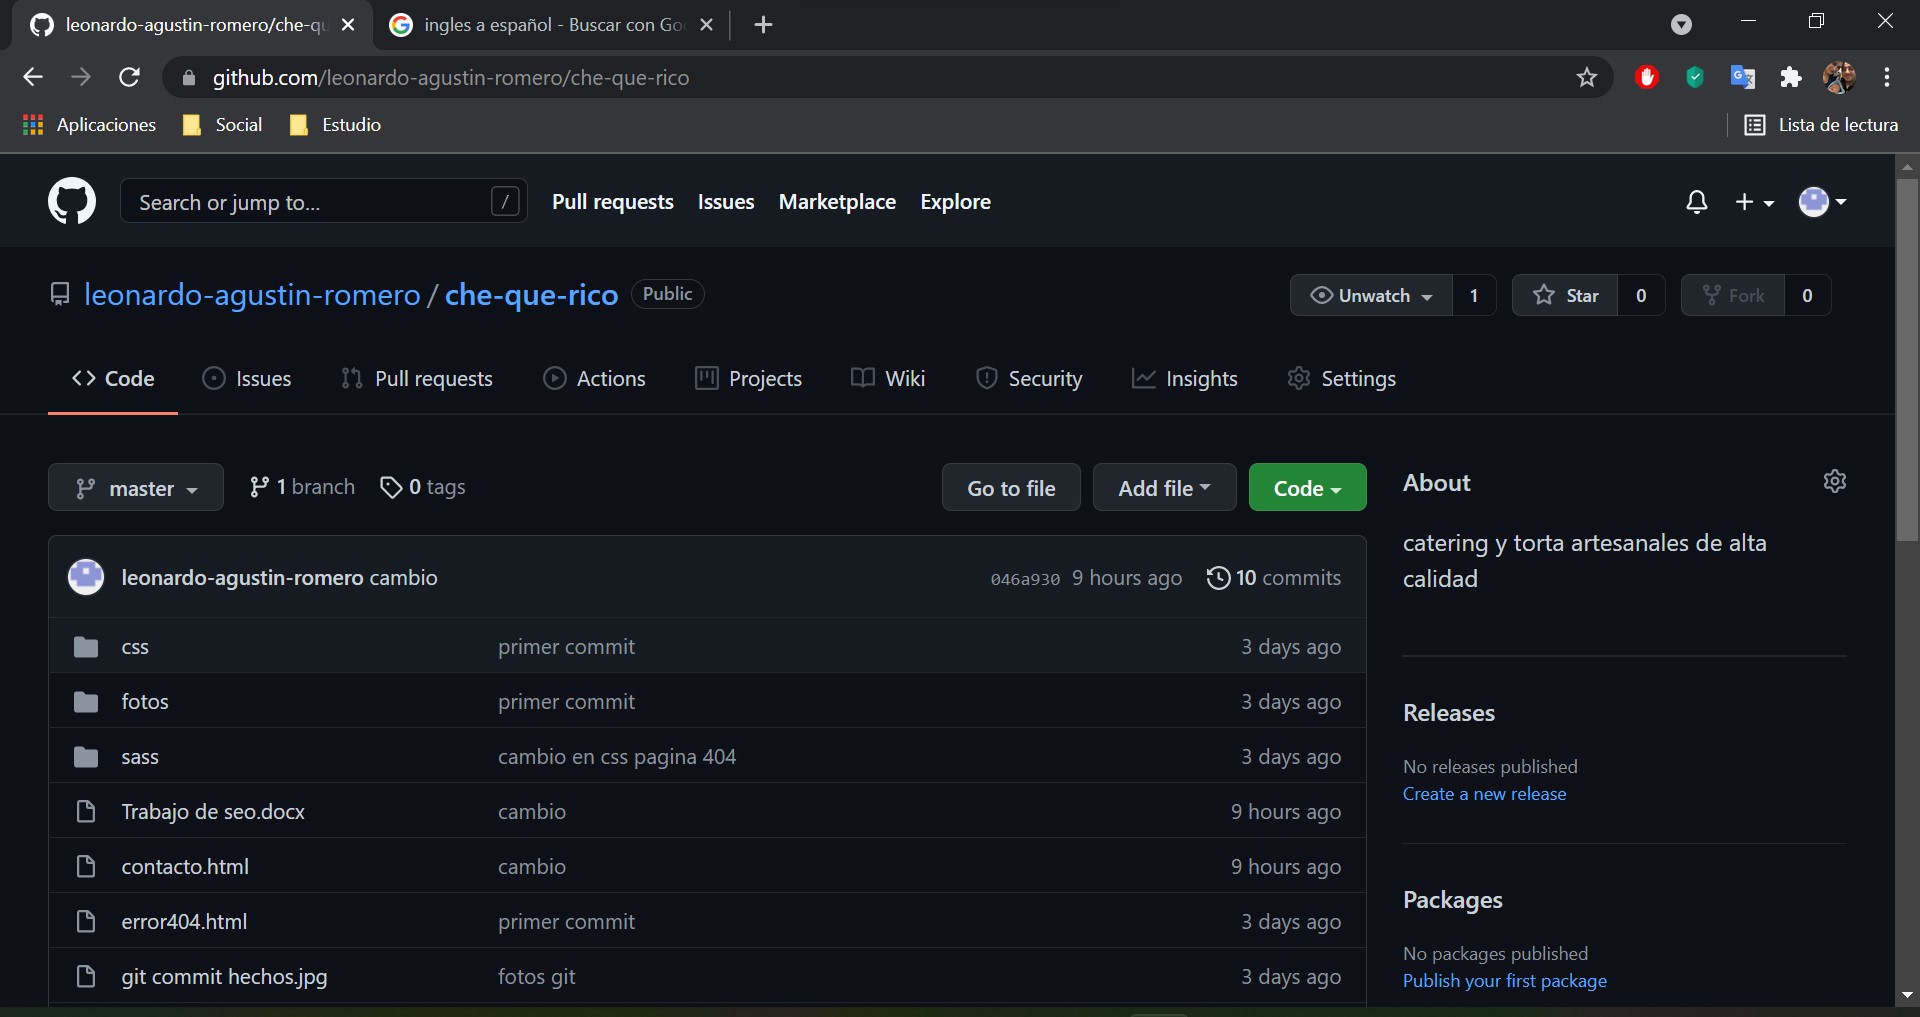 leonardo-agustin-romero/che-qu
ingles a español - Buscar con Goo
github.com/leonardo-agustin-romero/che-que-rico
Aplicaciones Social Estudio Lista de lectura
Search or jump to... / Pull requests Issues Marketplace Explore
leonardo-agustin-romero / che-que-rico Public Unwatch 1 Star 0 Fork 0
Code Issues Pull requests Actions Projects Wiki Security Insights Settings
master 1 branch 0 tags Go to file Add file Code
leonardo-agustin-romero cambio 046a930 9 hours ago 10 commits
css primer commit 3 days ago
fotos primer commit 3 days ago
sass cambio en css pagina 404 3 days ago
Trabajo de seo.docx cambio 9 hours ago
contacto.html cambio 9 hours ago
error404.html primer commit 3 days ago
git commit hechos.jpg fotos git 3 days ago
About
catering y torta artesanales de alta
calidad
Releases
No releases published
Create a new release
Packages
No packages published
Publish your first package